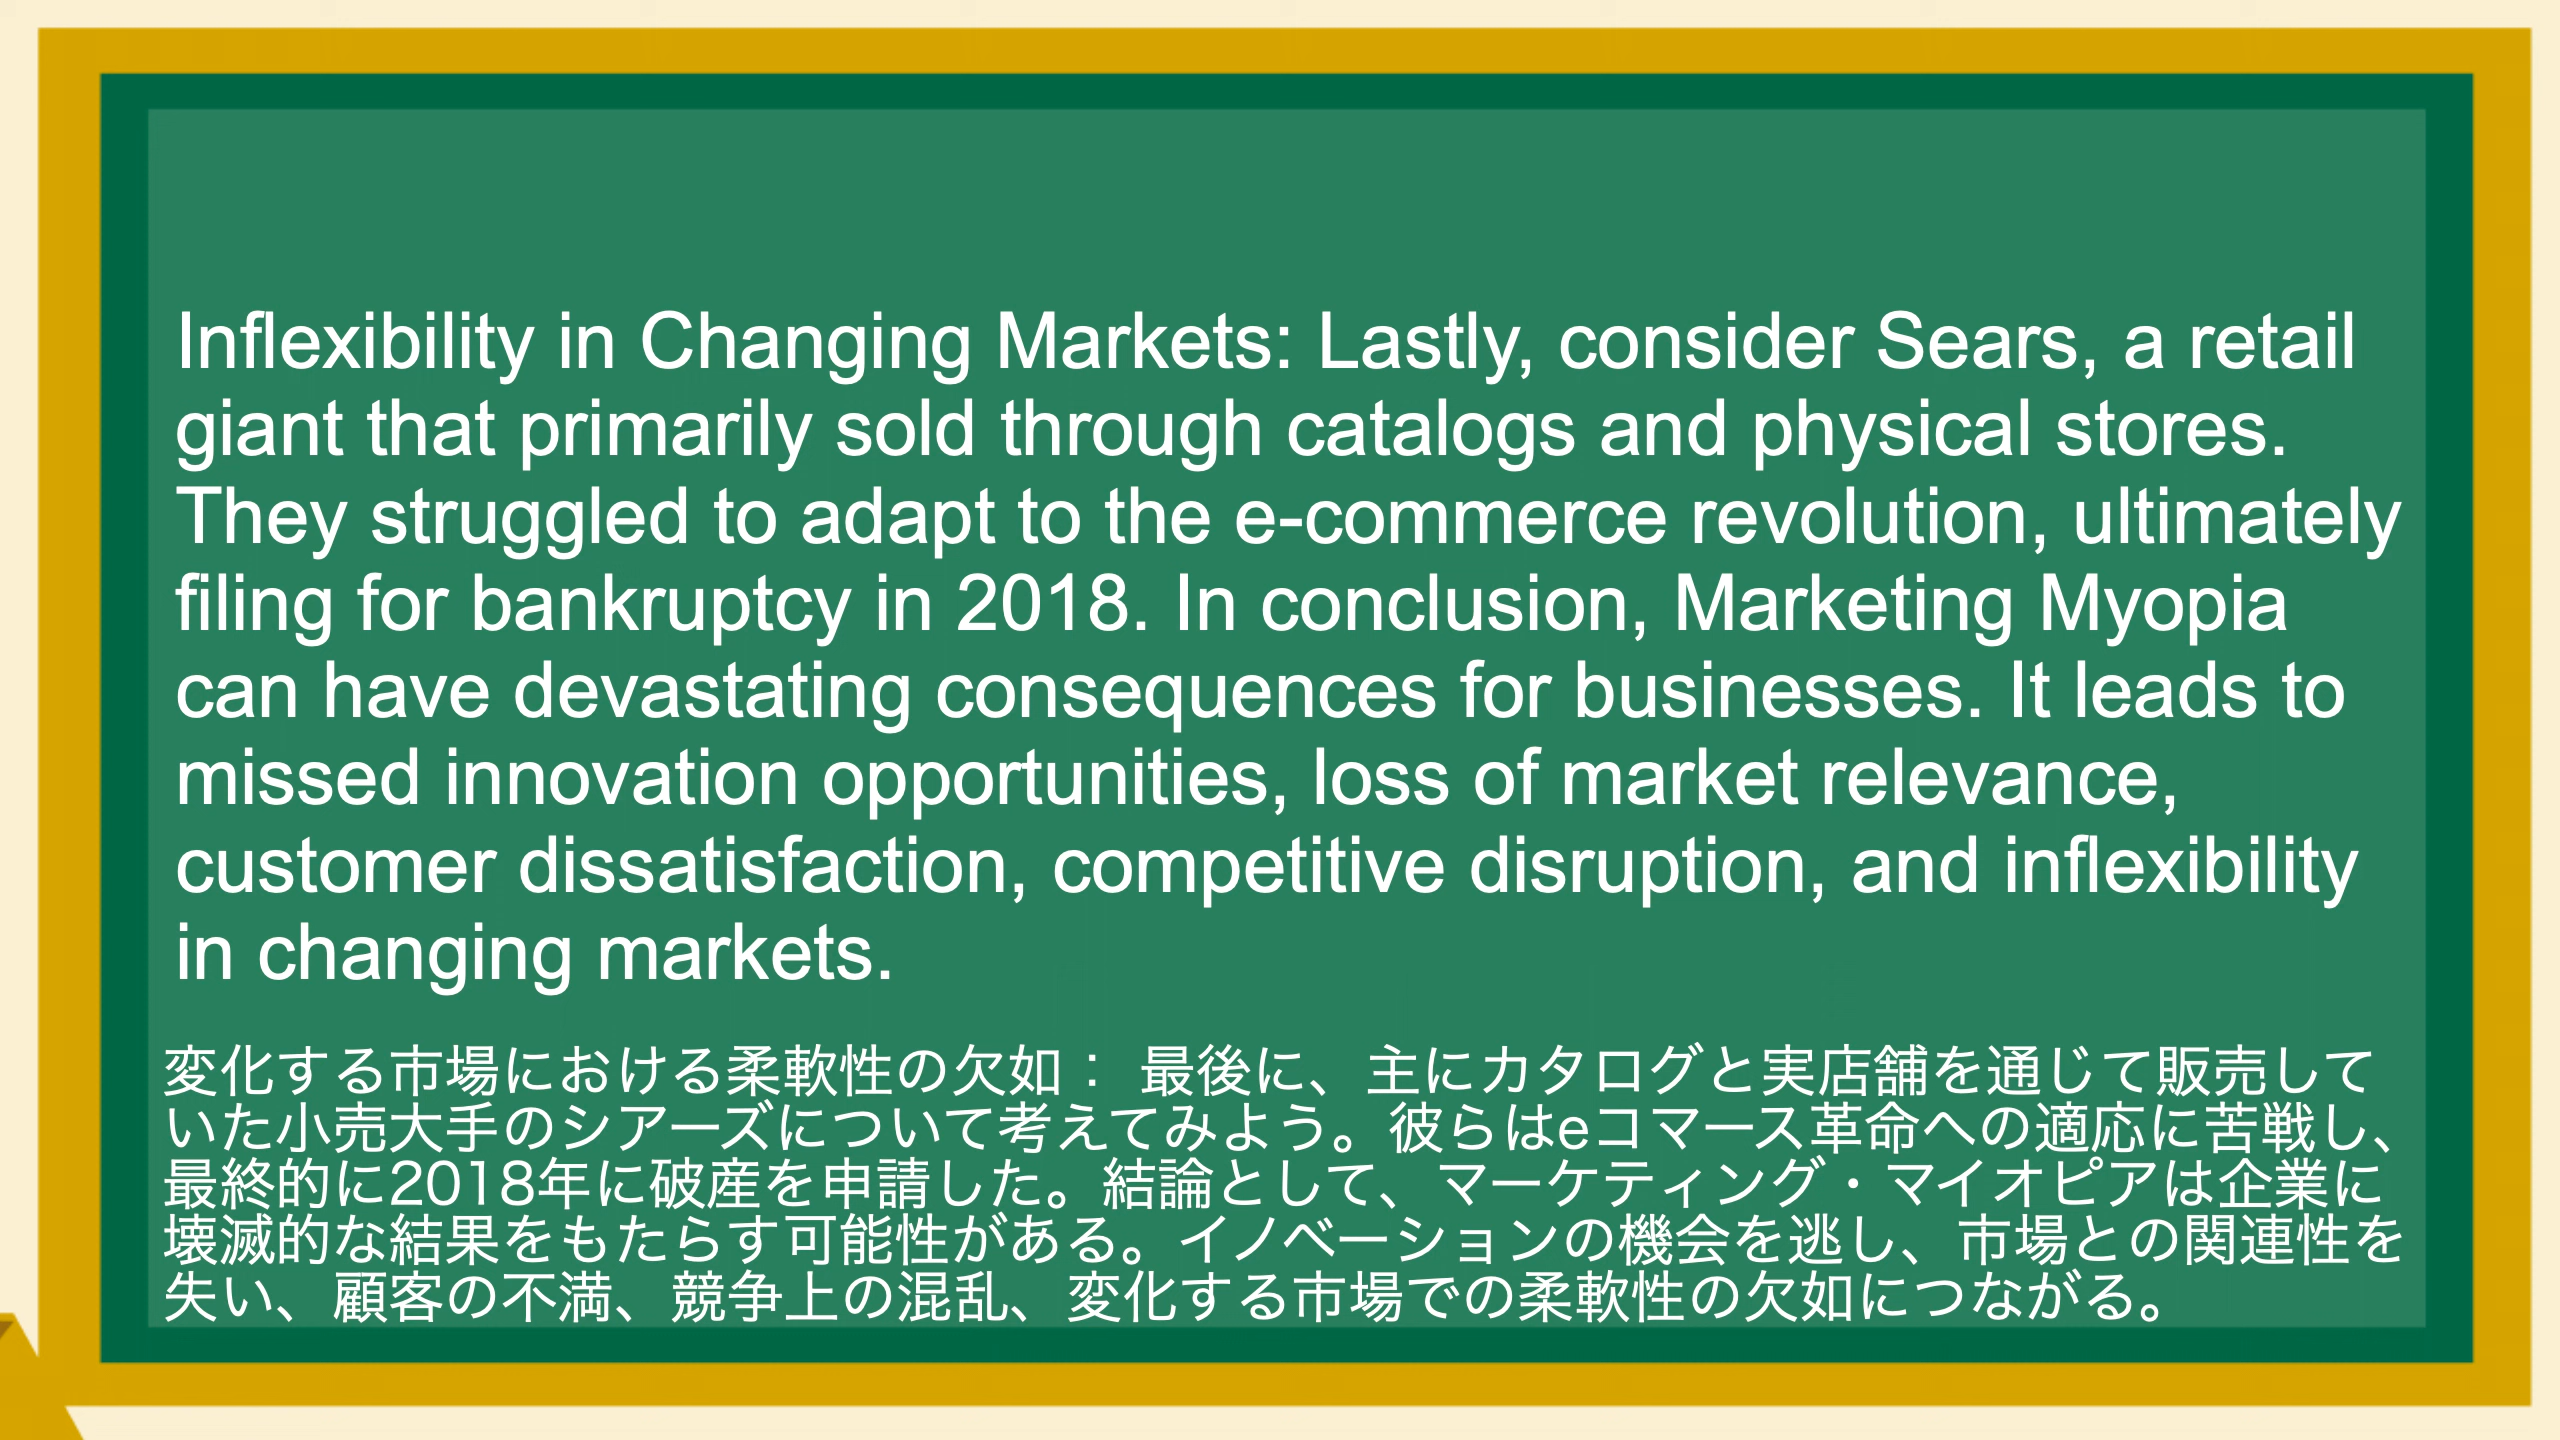 Inflexibility in Changing Markets: Lastly, consider Sears, a retail
giant that primarily sold through catalogs and physical stores.
They struggled to adapt to the e-commerce revolution, ultimately
filing for bankruptcy in 2018. In conclusion, Marketing Myopia
can have devastating consequences for businesses. It leads to
missed innovation opportunities, loss of market relevance,
customer dissatisfaction, competitive disruption, and inflexibility
in changing markets.
変化する市場における柔軟性の欠如： 最後に、主にカタログと実店舗を通じて販売して
いた小売大手のシアーズについて考えてみよう。彼らはeコマース革命への適応に苦戦し、
最終的に2018年に破産を申請した。結論として、マーケティング・マイオピアは企業に
壊滅的な結果をもたらす可能性がある。イノベーションの機会を逃し、市場との関連性を
失い、顧客の不満、競争上の混乱、変化する市場での柔軟性の欠如につながる。